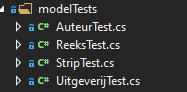 modelTests
C# AuteurTest.cs
C# ReeksTest.cs
C# StripTest.cs
C# UitgeverijTest.cs